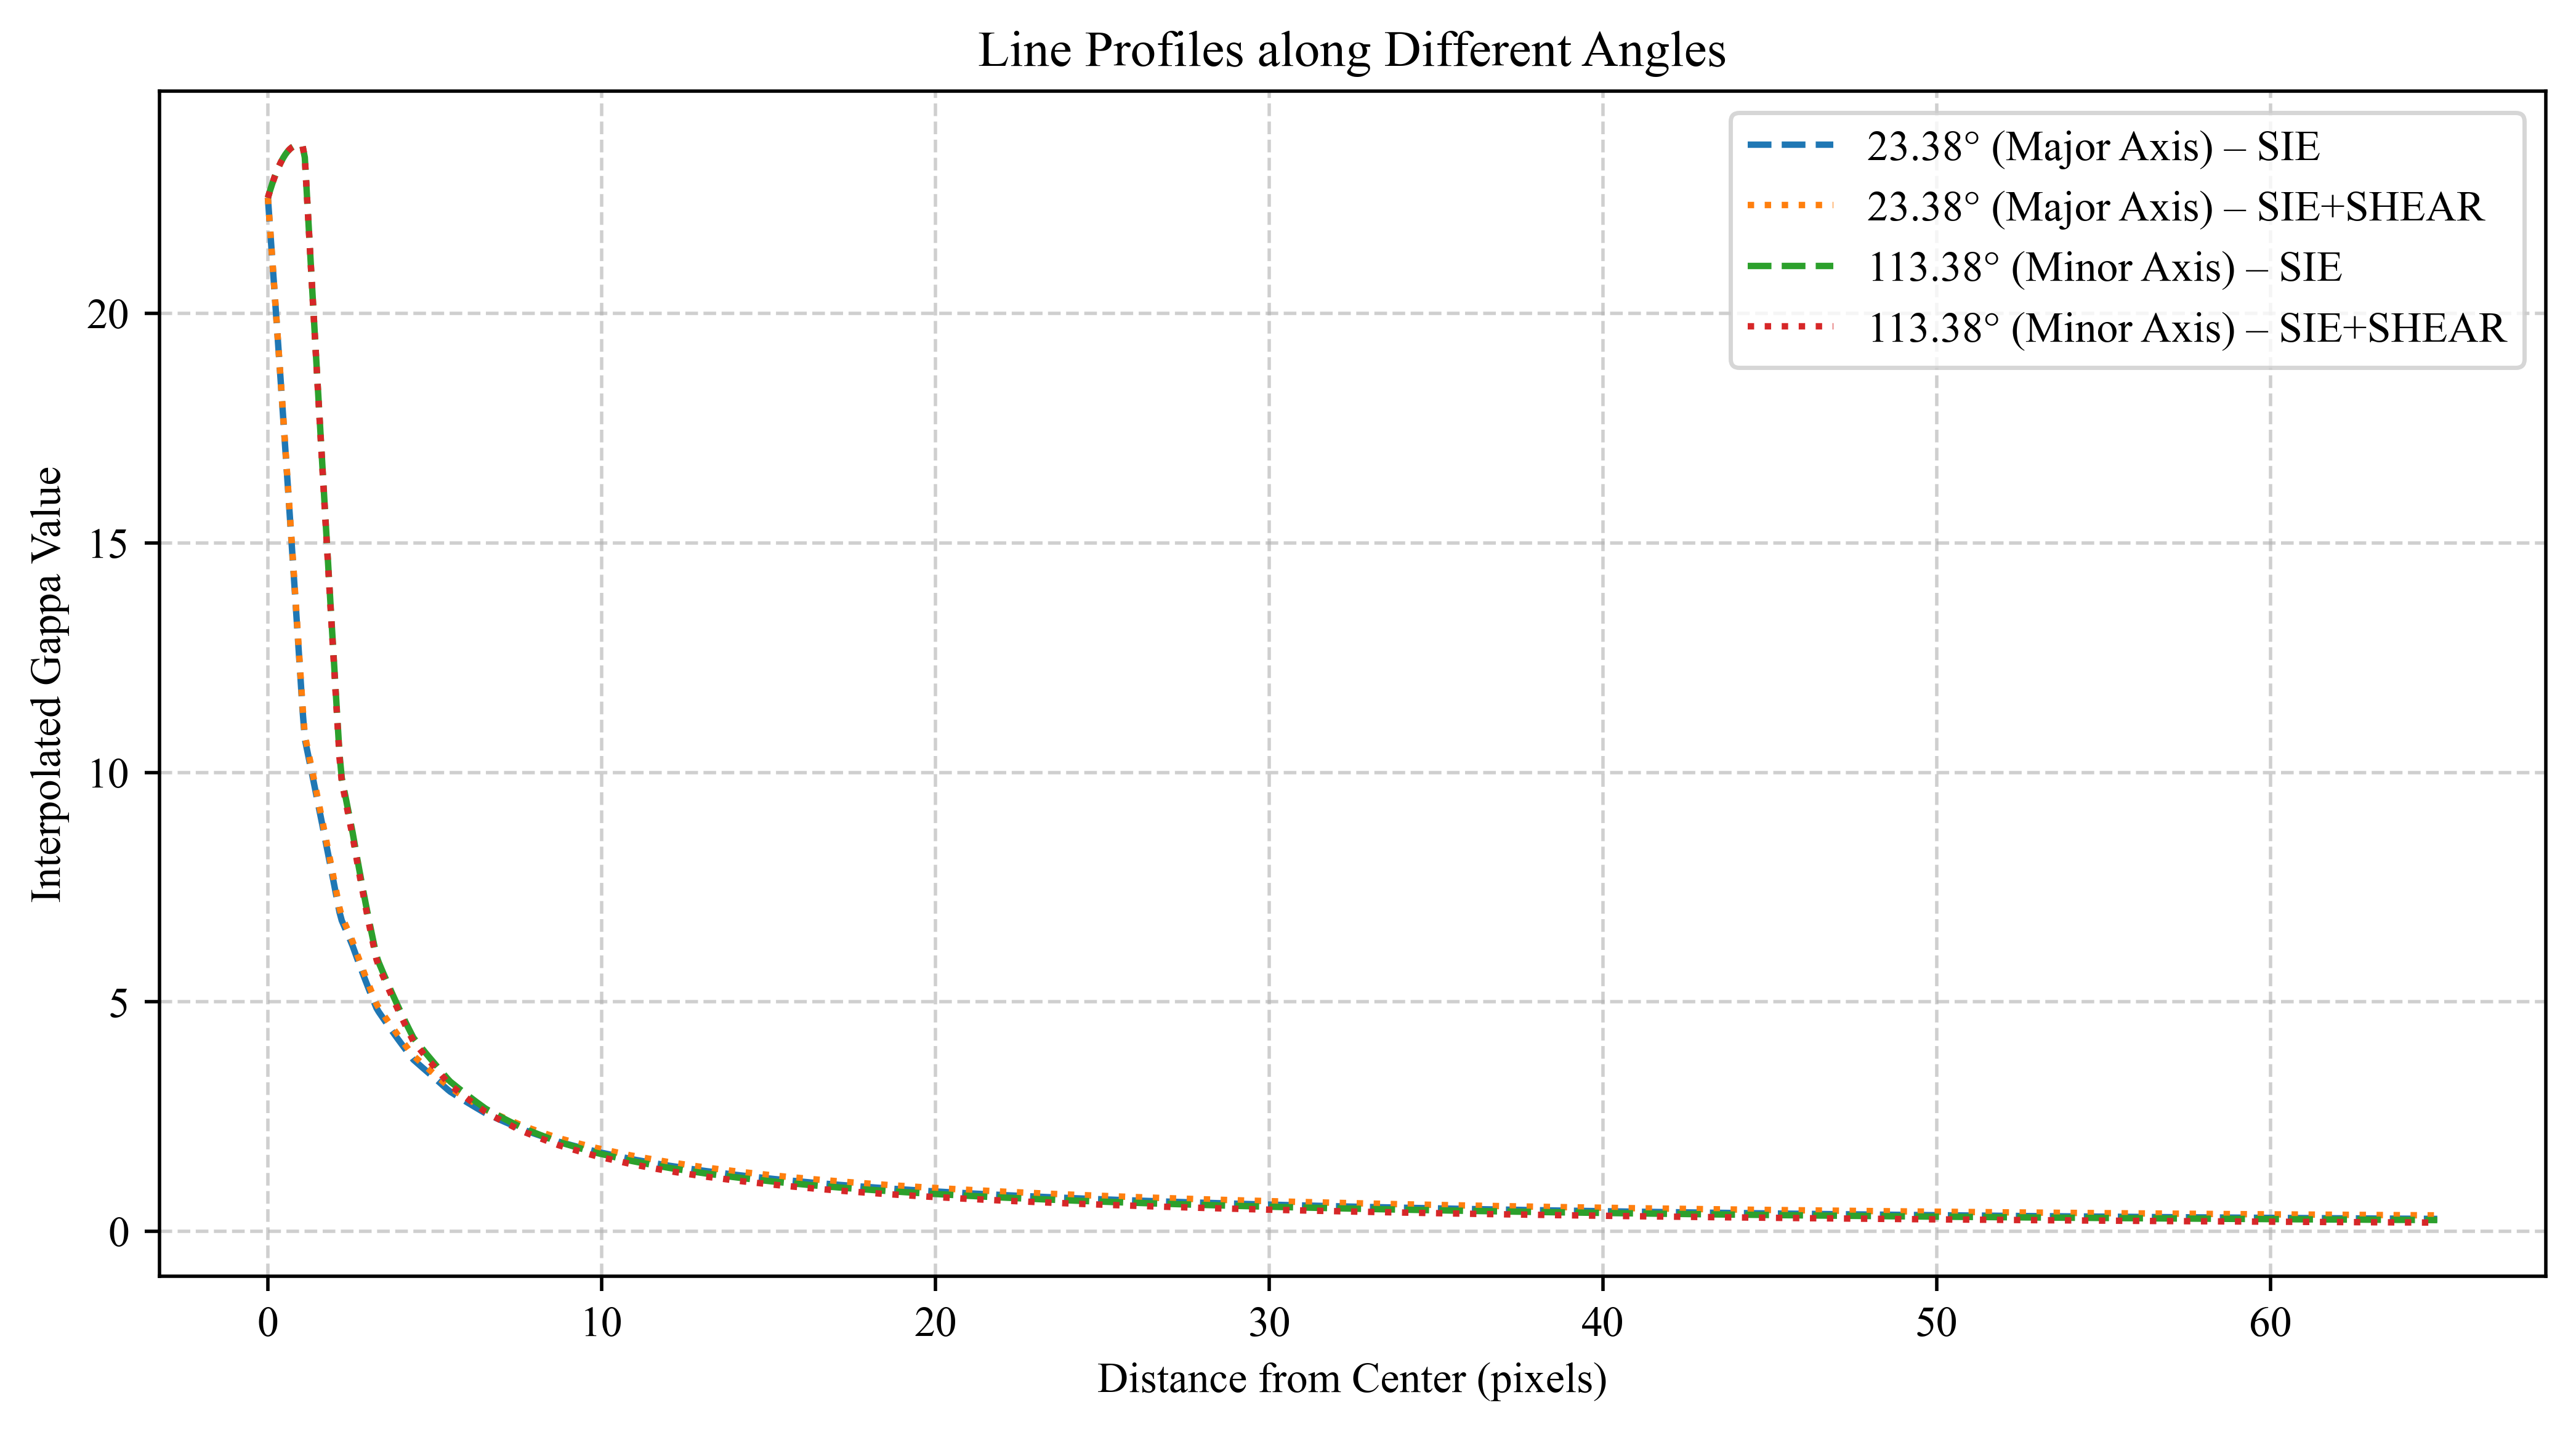 Line Profiles along Different Angles
23.38° (Major Axis) – SIE
23.38° (Major Axis) – SIE+SHEAR
113.38° (Minor Axis) – SIE
113.38° (Minor Axis) – SIE+SHEAR
Interpolated Gappa Value
20
15
10
5
0
0 10 20 30 40 50 60
Distance from Center (pixels)